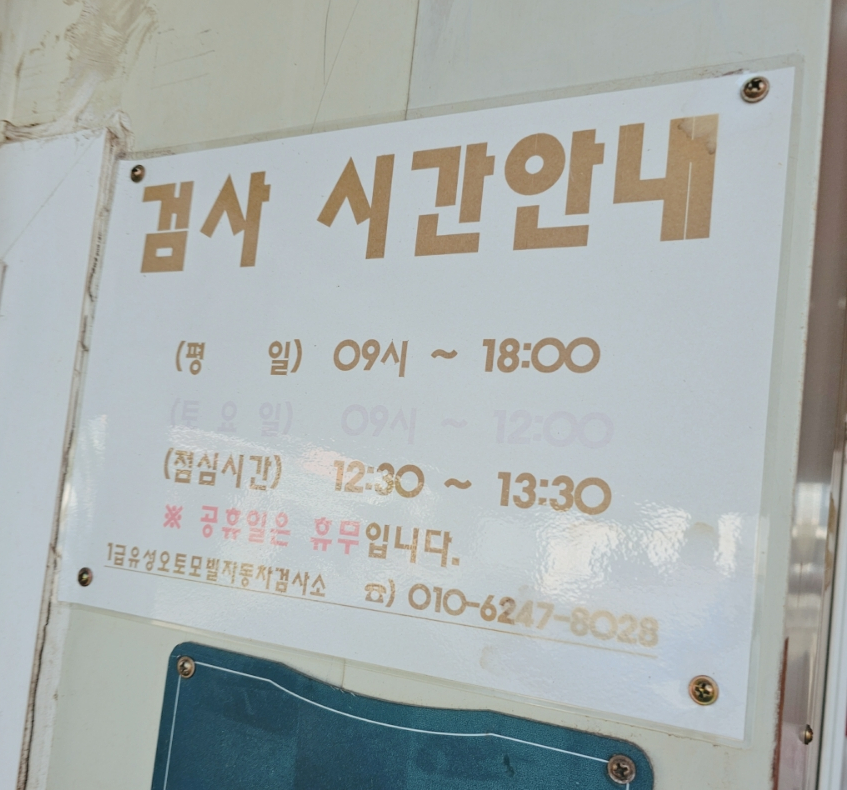 검사 시간안내
(평 일) 09시 ~ 18:00
(토 요 일) 09시 ~ 12:00
(점심시간) 12:30 ~ 13:30
※ 공휴일은 휴무입니다.
1급유성오토모빌자동차검사소 ☎) 010-6247-8028